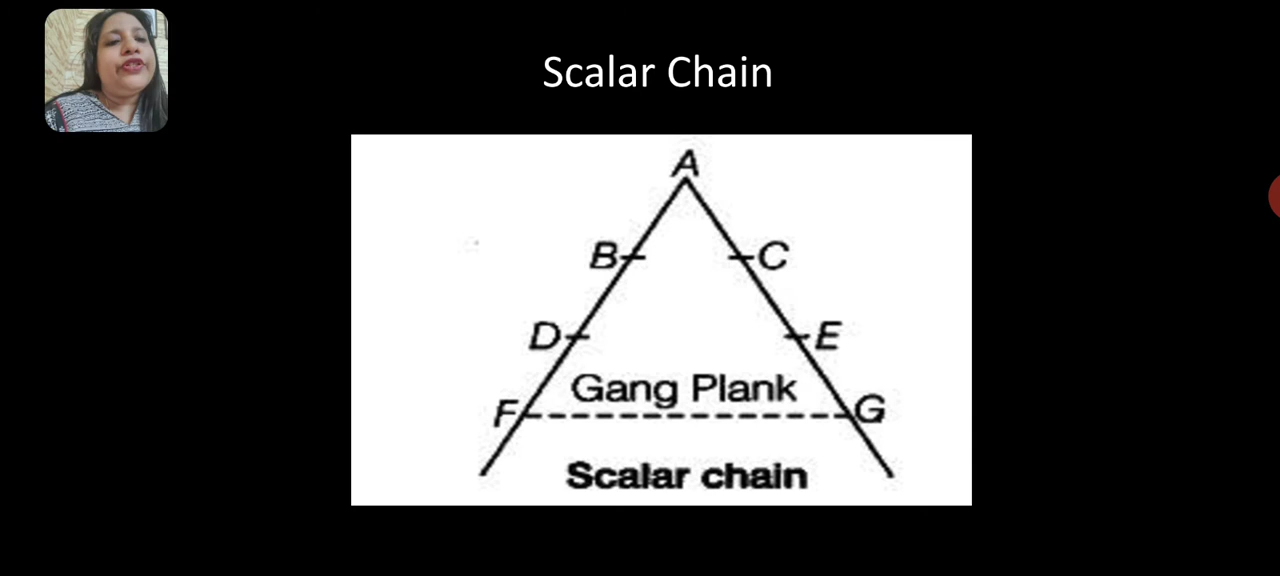 Scalar Chain
A
B C
D E
Gang Plank
F G
Scalar chain